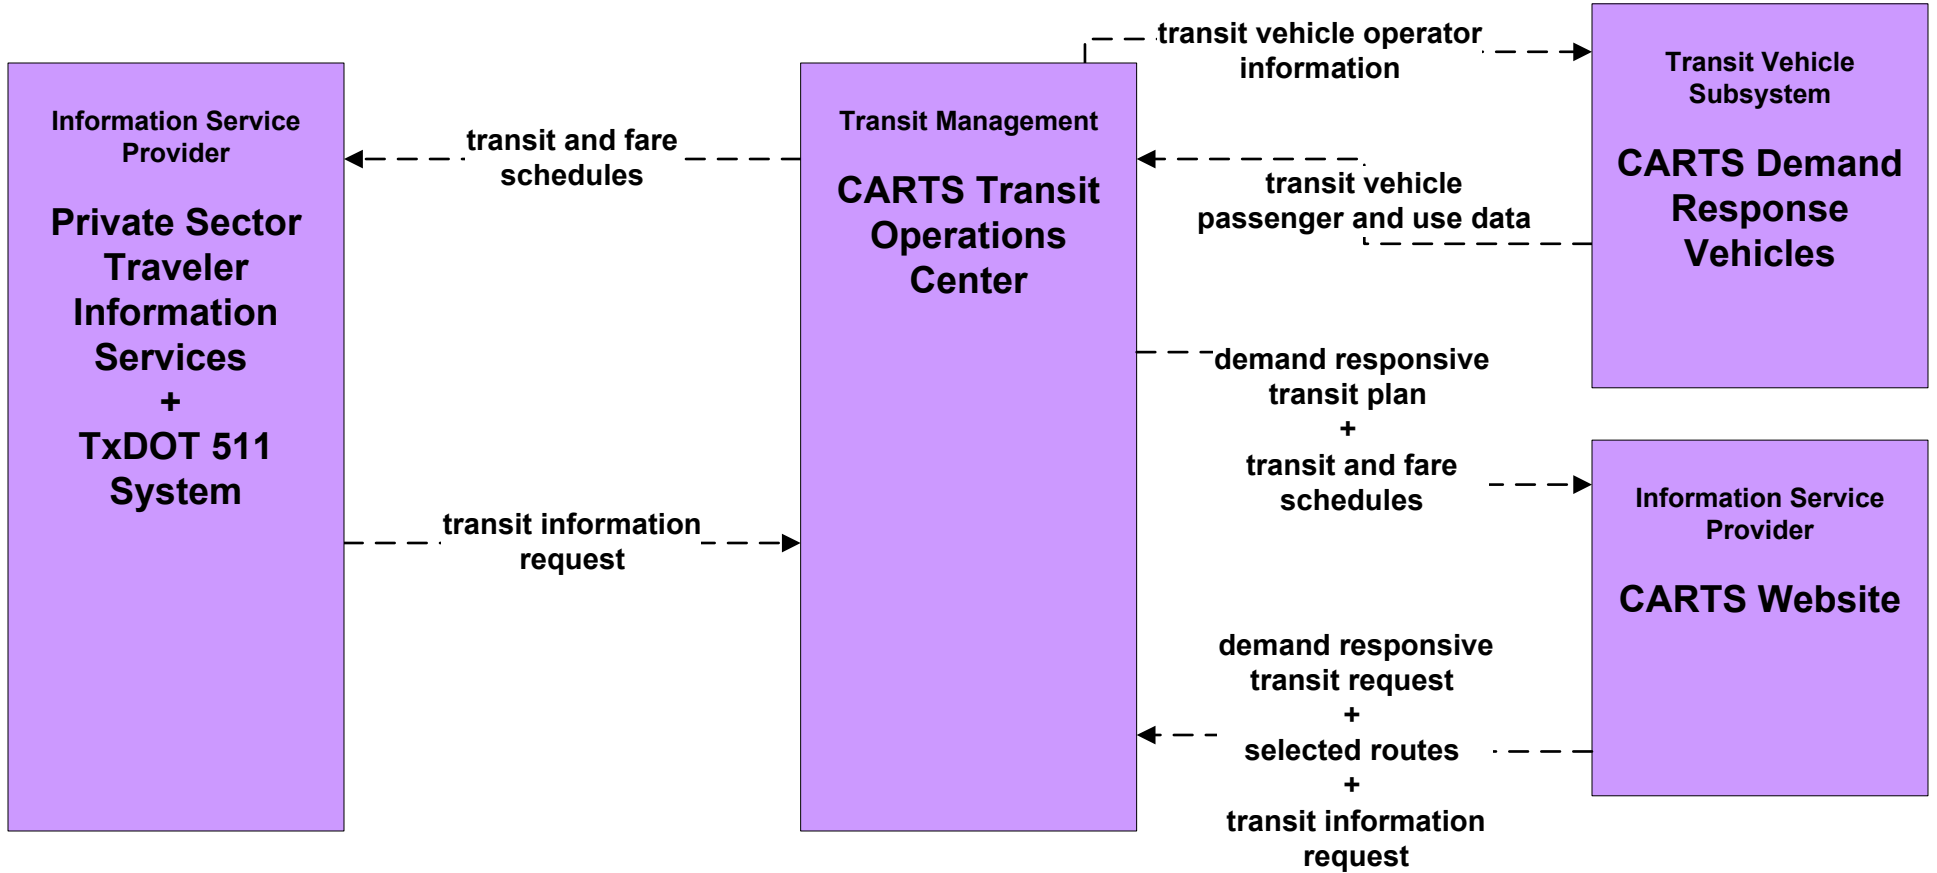 Information Service
Provider
Private Sector
Traveler
Information
Services
+
TxDOT 511
System
transit and fare
schedules
transit information
request
Transit Management
CARTS Transit
Operations
Center
transit vehicle operator
information
transit vehicle
passenger and use data
demand responsive
transit plan
+
transit and fare
schedules
demand responsive
transit request
+
selected routes
+
transit information
request
Transit Vehicle
Subsystem
CARTS Demand
Response
Vehicles
Information Service
Provider
CARTS Website